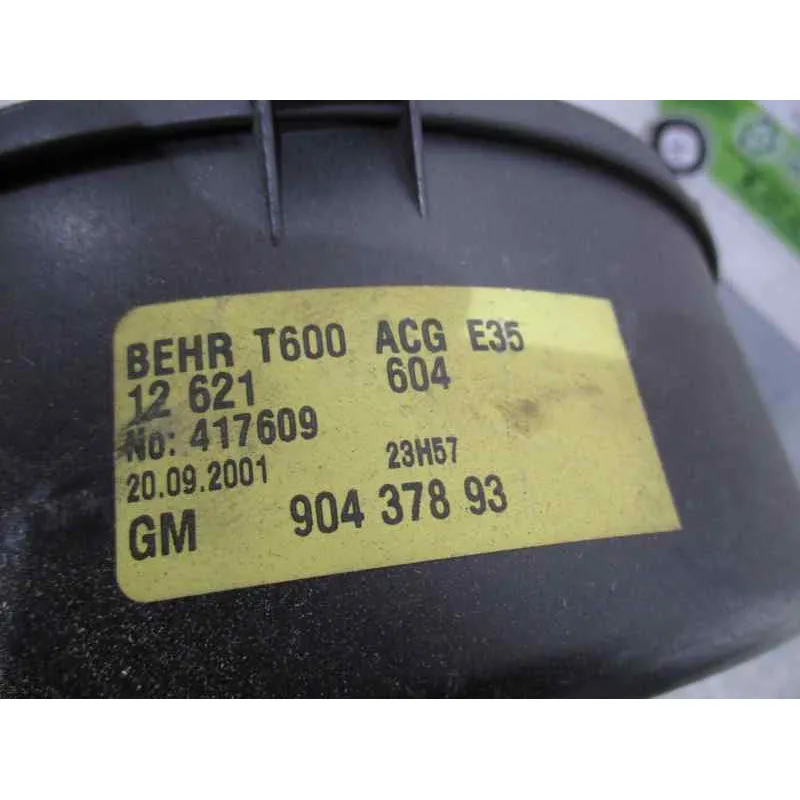 BEHR T600 ACG E35
12 621 604
No: 417609
20.09.2001 23H57
GM 904 378 93